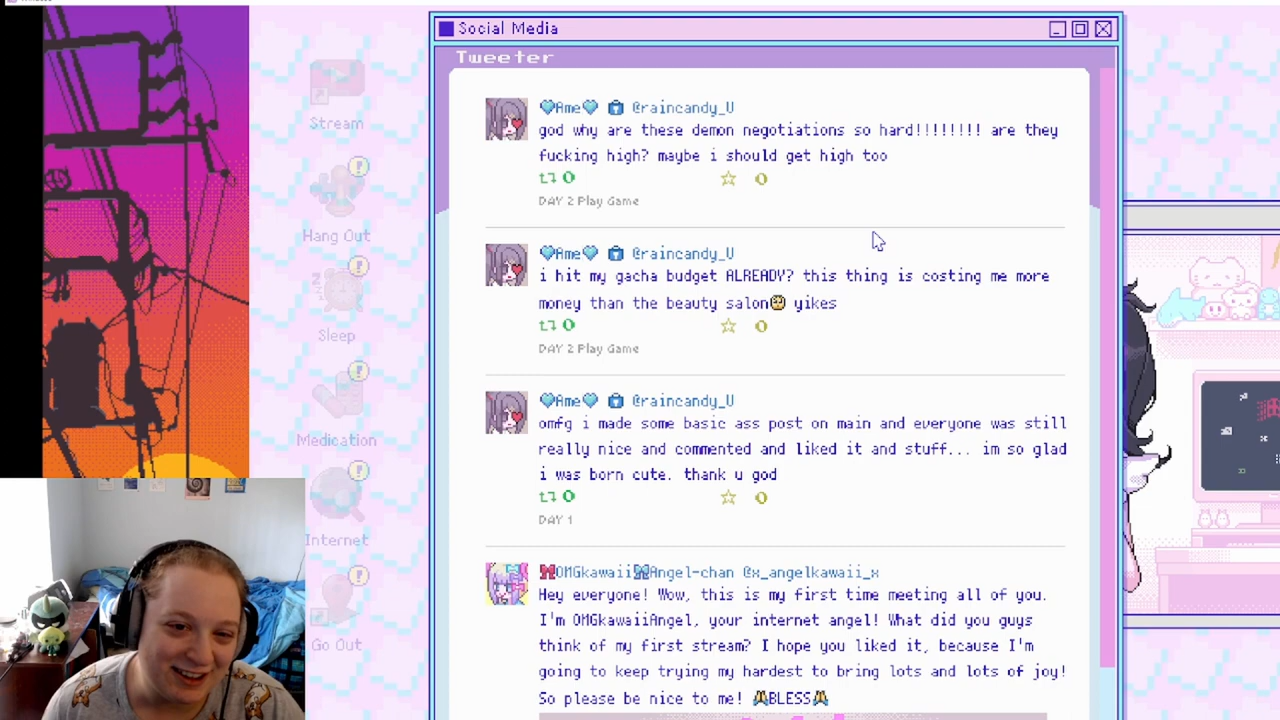 Social Media
Tweeter
Ame @raincandy_U
god why are these demon negotiations so hard!!!!!!!! are they
fucking high? maybe i should get high too
0 0
DAY 2 Play Game
Ame @raincandy_U
i hit my gacha budget ALREADY? this thing is costing me more
money than the beauty salon yikes
0 0
DAY 2 Play Game
Ame @raincandy_U
omfg i made some basic ass post on main and everyone was still
really nice and commented and liked it and stuff... im so glad
i was born cute. thank u god
0 0
DAY 1
OMGkawaii Angel-chan @x_angelkawaii_x
Hey everyone! Wow, this is my first time meeting all of you.
I'm OMGkawaiiAngel, your internet angel! What did you guys
think of my first stream? I hope you liked it, because I'm
going to keep trying my hardest to bring lots and lots of joy!
So please be nice to me! 🙏BLESS🙏
Stream
Hang Out
Sleep
Medication
Internet
Go Out